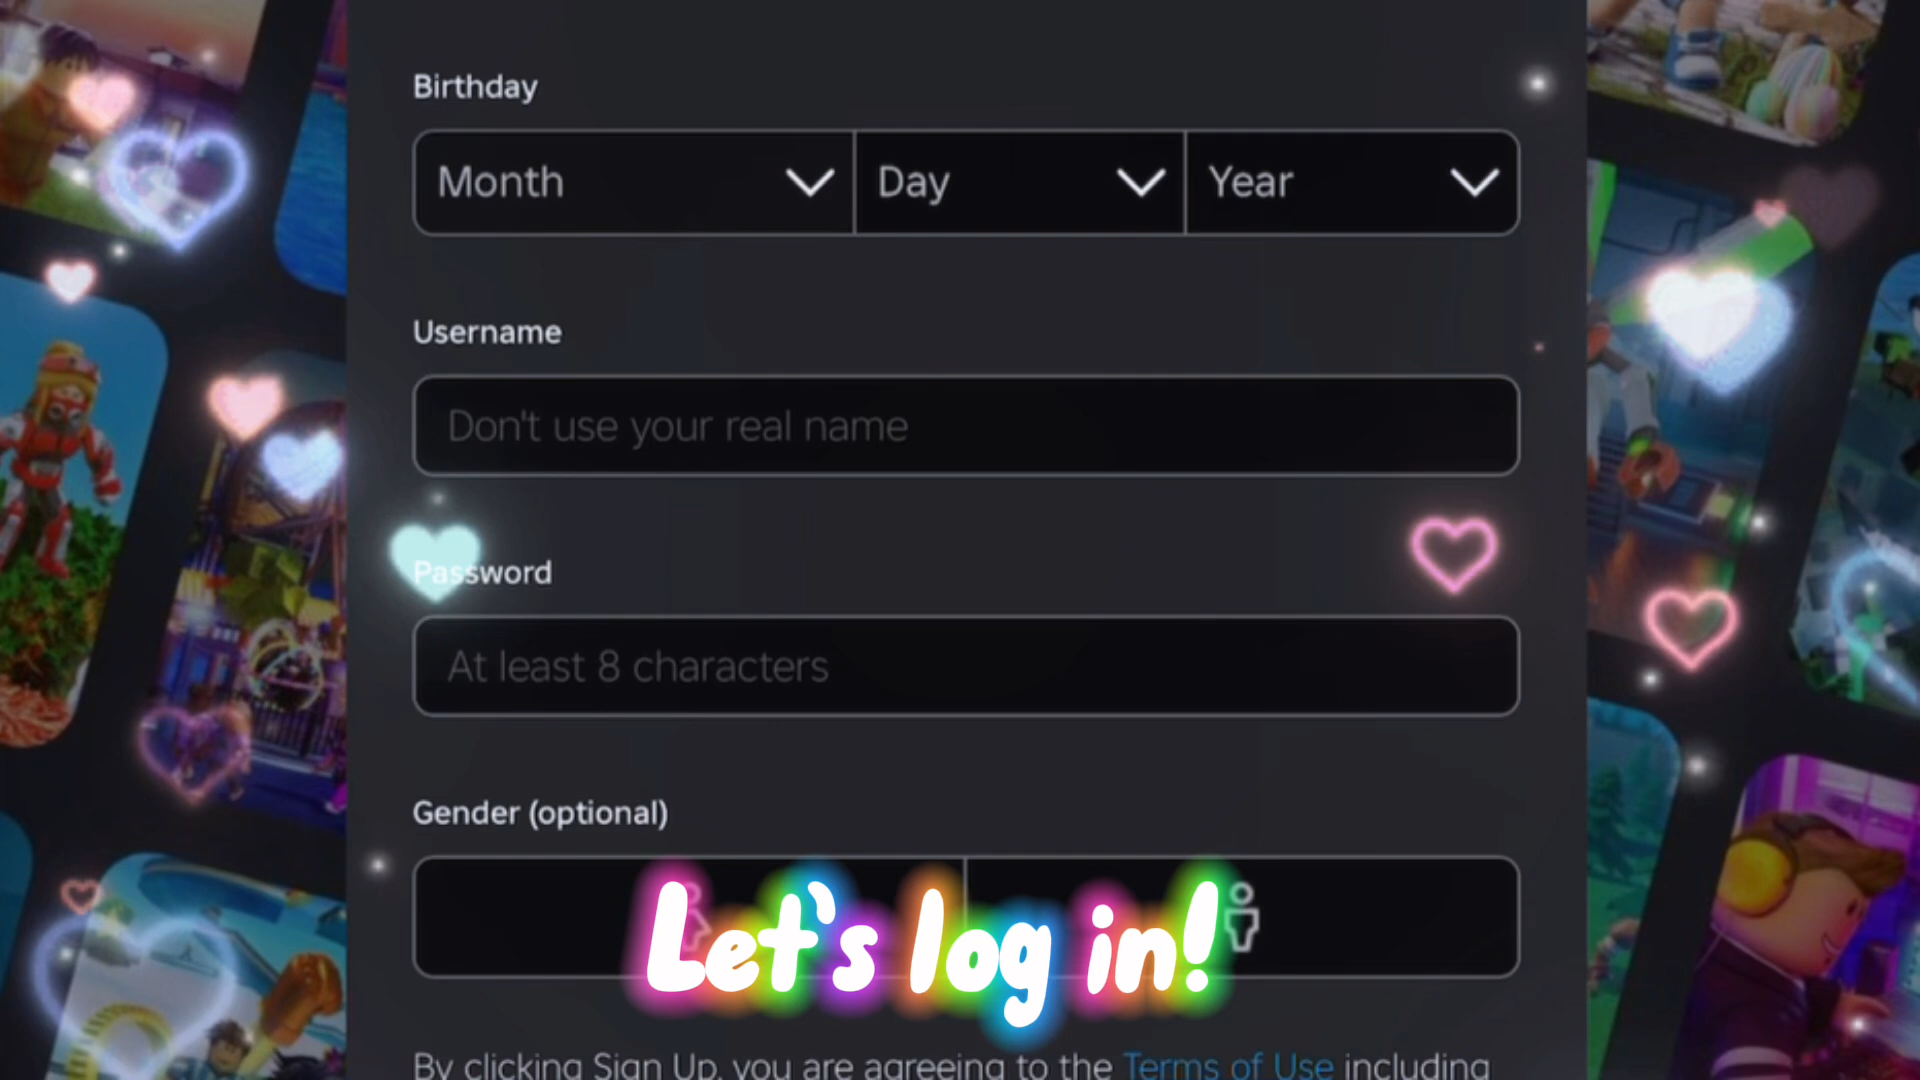 Birthday
Month Day Year
Username
Don't use your real name
Password
At least 8 characters
Gender (optional)
Let's log in!
By clicking Sign Up, you are agreeing to the Terms of Use including